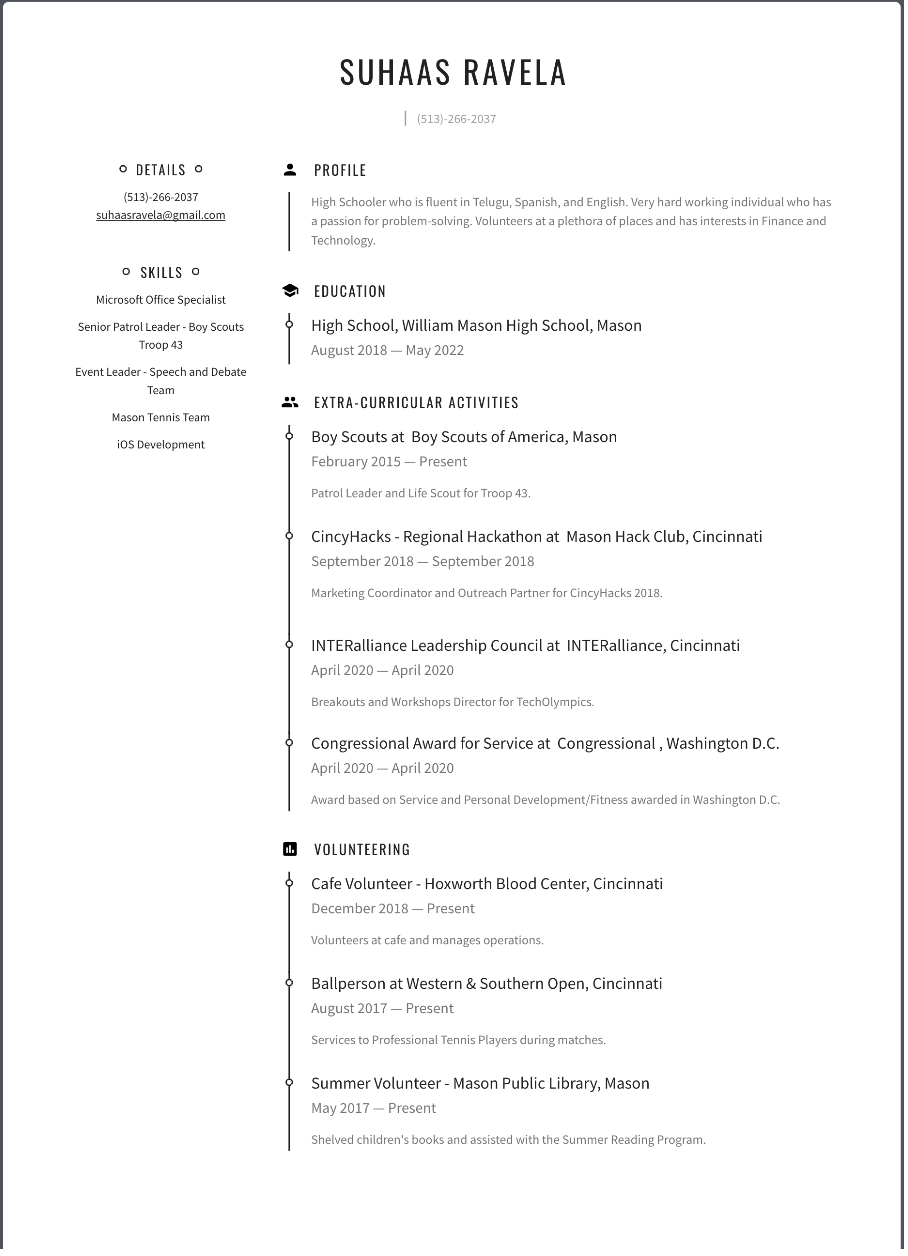 SUHAAS RAVELA
(513)-266-2037
DETAILS
(513)-266-2037
suhaasravela@gmail.com
SKILLS
Microsoft Office Specialist
Senior Patrol Leader - Boy Scouts
Troop 43
Event Leader - Speech and Debate
Team
Mason Tennis Team
iOS Development
PROFILE
High Schooler who is fluent in Telugu, Spanish, and English. Very hard working individual who has
a passion for problem-solving. Volunteers at a plethora of places and has interests in Finance and
Technology.
EDUCATION
High School, William Mason High School, Mason
August 2018 — May 2022
EXTRA-CURRICULAR ACTIVITIES
Boy Scouts at Boy Scouts of America, Mason
February 2015 — Present
Patrol Leader and Life Scout for Troop 43.
CincyHacks - Regional Hackathon at Mason Hack Club, Cincinnati
September 2018 — September 2018
Marketing Coordinator and Outreach Partner for CincyHacks 2018.
INTERalliance Leadership Council at INTERalliance, Cincinnati
April 2020 — April 2020
Breakouts and Workshops Director for TechOlympics.
Congressional Award for Service at Congressional , Washington D.C.
April 2020 — April 2020
Award based on Service and Personal Development/Fitness awarded in Washington D.C.
VOLUNTEERING
Cafe Volunteer - Hoxworth Blood Center, Cincinnati
December 2018 — Present
Volunteers at cafe and manages operations.
Ballperson at Western & Southern Open, Cincinnati
August 2017 — Present
Services to Professional Tennis Players during matches.
Summer Volunteer - Mason Public Library, Mason
May 2017 — Present
Shelved children's books and assisted with the Summer Reading Program.